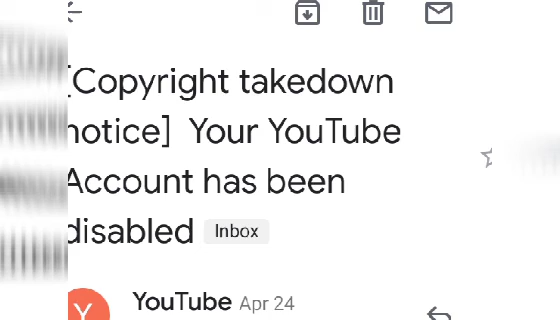 [Copyright takedown
notice] Your YouTube
Account has been
disabled Inbox
Y YouTube Apr 24